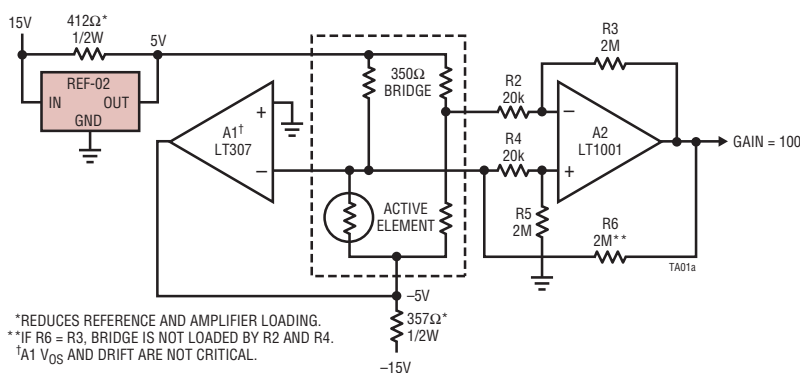 15V
412Ω*
1/2W
5V
REF-02
IN OUT
GND
A1†
LT307
+
−
350Ω
BRIDGE
ACTIVE
ELEMENT
R2
20k
R4
20k
R3
2M
−
A2
LT1001
+
GAIN = 100
R5
2M
R6
2M**
TA01a
−5V
357Ω*
1/2W
−15V
*REDUCES REFERENCE AND AMPLIFIER LOADING.
**IF R6 = R3, BRIDGE IS NOT LOADED BY R2 AND R4.
†A1 VOS AND DRIFT ARE NOT CRITICAL.